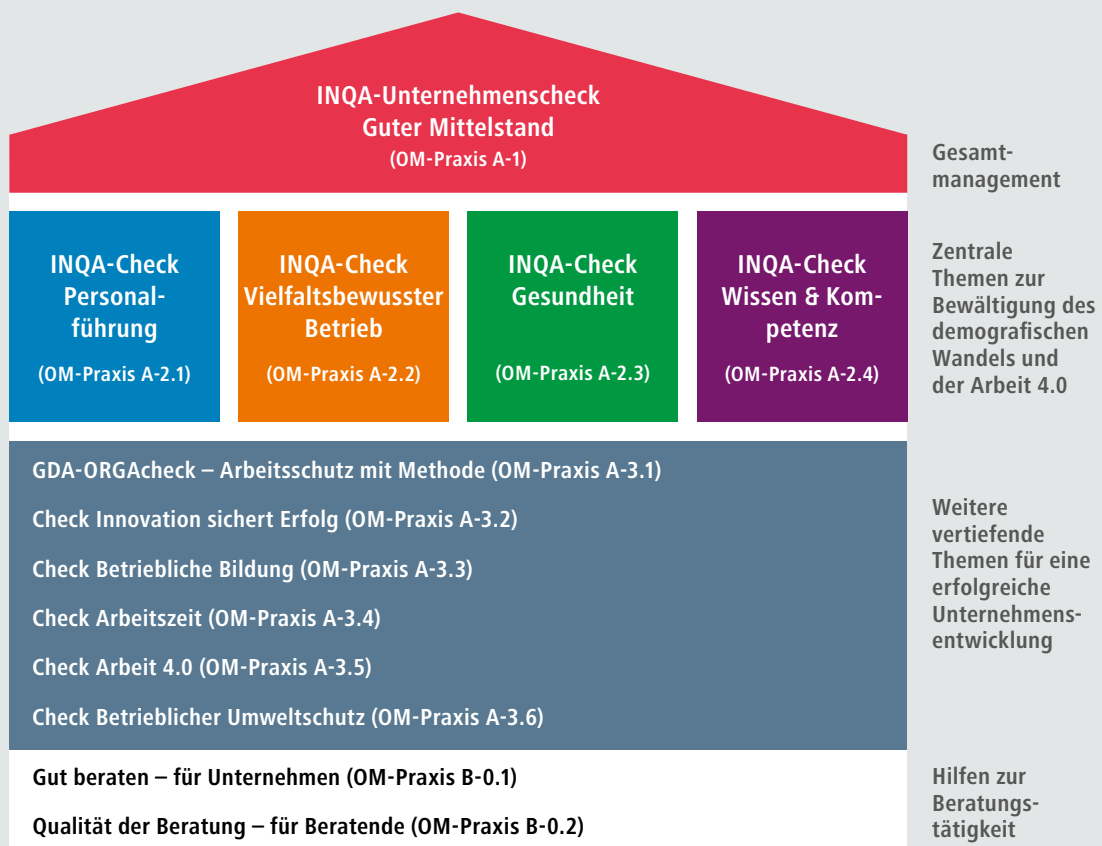 INQA-Unternehmenscheck
Guter Mittelstand
(OM-Praxis A-1)
Gesamt-
management
INQA-Check
Personal-
führung
(OM-Praxis A-2.1)
INQA-Check
Vielfaltsbewusster
Betrieb
(OM-Praxis A-2.2)
INQA-Check
Gesundheit
(OM-Praxis A-2.3)
INQA-Check
Wissen & Kom-
petenz
(OM-Praxis A-2.4)
Zentrale
Themen zur
Bewältigung des
demografischen
Wandels und
der Arbeit 4.0
GDA-ORGAcheck – Arbeitsschutz mit Methode (OM-Praxis A-3.1)
Check Innovation sichert Erfolg (OM-Praxis A-3.2)
Check Betriebliche Bildung (OM-Praxis A-3.3)
Check Arbeitszeit (OM-Praxis A-3.4)
Check Arbeit 4.0 (OM-Praxis A-3.5)
Check Betrieblicher Umweltschutz (OM-Praxis A-3.6)
Weitere
vertiefende
Themen für eine
erfolgreiche
Unternehmens-
entwicklung
Gut beraten – für Unternehmen (OM-Praxis B-0.1)
Qualität der Beratung – für Beratende (OM-Praxis B-0.2)
Hilfen zur
Beratungs-
tätigkeit